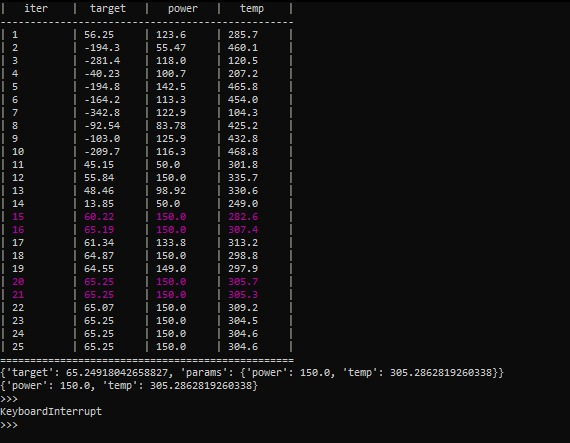 |   iter    |  target   |   power   |   temp    |
-------------------------------------------------
| 1         | 56.25     | 123.6     | 285.7     |
| 2         | -194.3    | 55.47     | 460.1     |
| 3         | -281.4    | 118.0     | 120.5     |
| 4         | -40.23    | 100.7     | 207.2     |
| 5         | -194.8    | 142.5     | 465.8     |
| 6         | -164.2    | 113.3     | 454.0     |
| 7         | -342.8    | 122.9     | 104.3     |
| 8         | -92.54    | 83.78     | 425.2     |
| 9         | -103.0    | 125.9     | 432.8     |
| 10        | -209.7    | 116.3     | 468.8     |
| 11        | 45.15     | 50.0      | 301.8     |
| 12        | 55.84     | 150.0     | 335.7     |
| 13        | 48.46     | 98.92     | 330.6     |
| 14        | 13.85     | 50.0      | 249.0     |
| 15        | 60.22     | 150.0     | 282.6     |
| 16        | 65.19     | 150.0     | 307.4     |
| 17        | 61.34     | 133.8     | 313.2     |
| 18        | 64.87     | 150.0     | 298.8     |
| 19        | 64.55     | 149.0     | 297.9     |
| 20        | 65.25     | 150.0     | 305.7     |
| 21        | 65.25     | 150.0     | 305.3     |
| 22        | 65.07     | 150.0     | 309.2     |
| 23        | 65.25     | 150.0     | 304.5     |
| 24        | 65.25     | 150.0     | 304.6     |
| 25        | 65.25     | 150.0     | 304.6     |
=================================================
{'target': 65.24918042658827, 'params': {'power': 150.0, 'temp': 305.2862819260338}}
{'power': 150.0, 'temp': 305.2862819260338}
>>>
KeyboardInterrupt
>>>